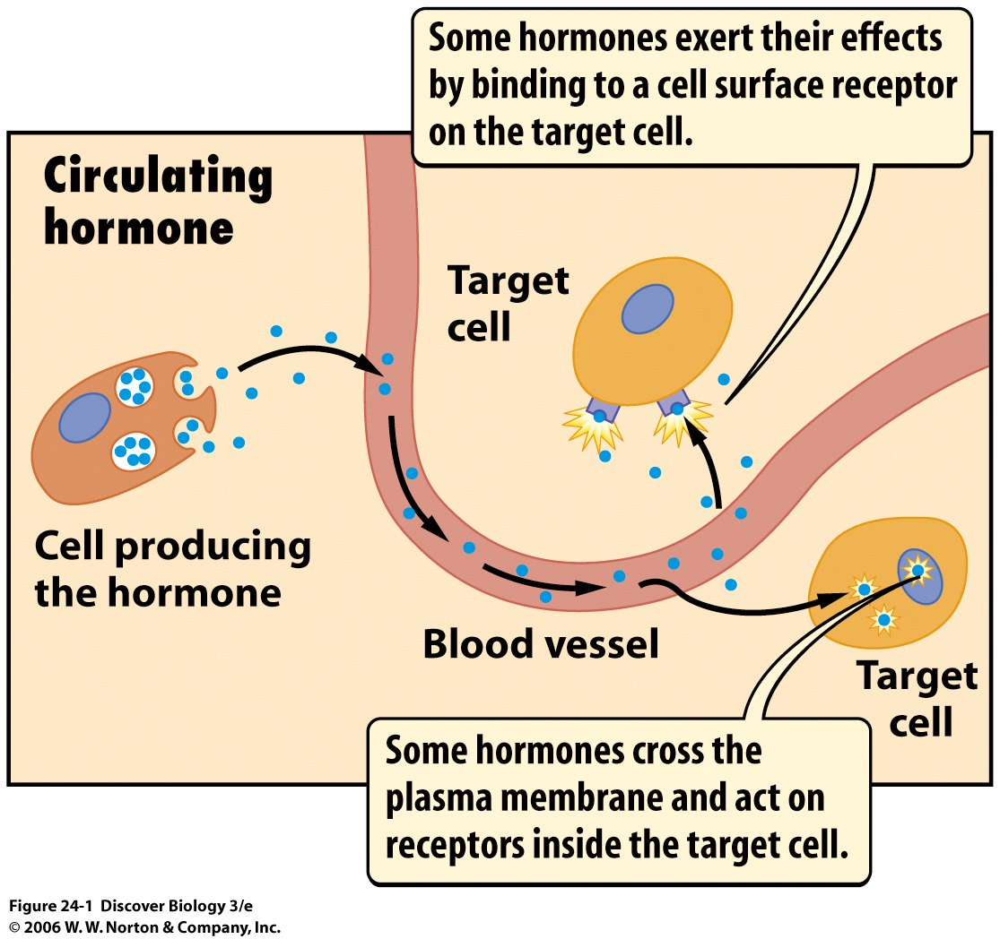 Some hormones exert their effects
by binding to a cell surface receptor
on the target cell.
Circulating
hormone
Target
cell
Cell producing
the hormone
Blood vessel
Target
cell
Some hormones cross the
plasma membrane and act on
receptors inside the target cell.
Figure 24-1 Discover Biology 3/e
© 2006 W. W. Norton & Company, Inc.